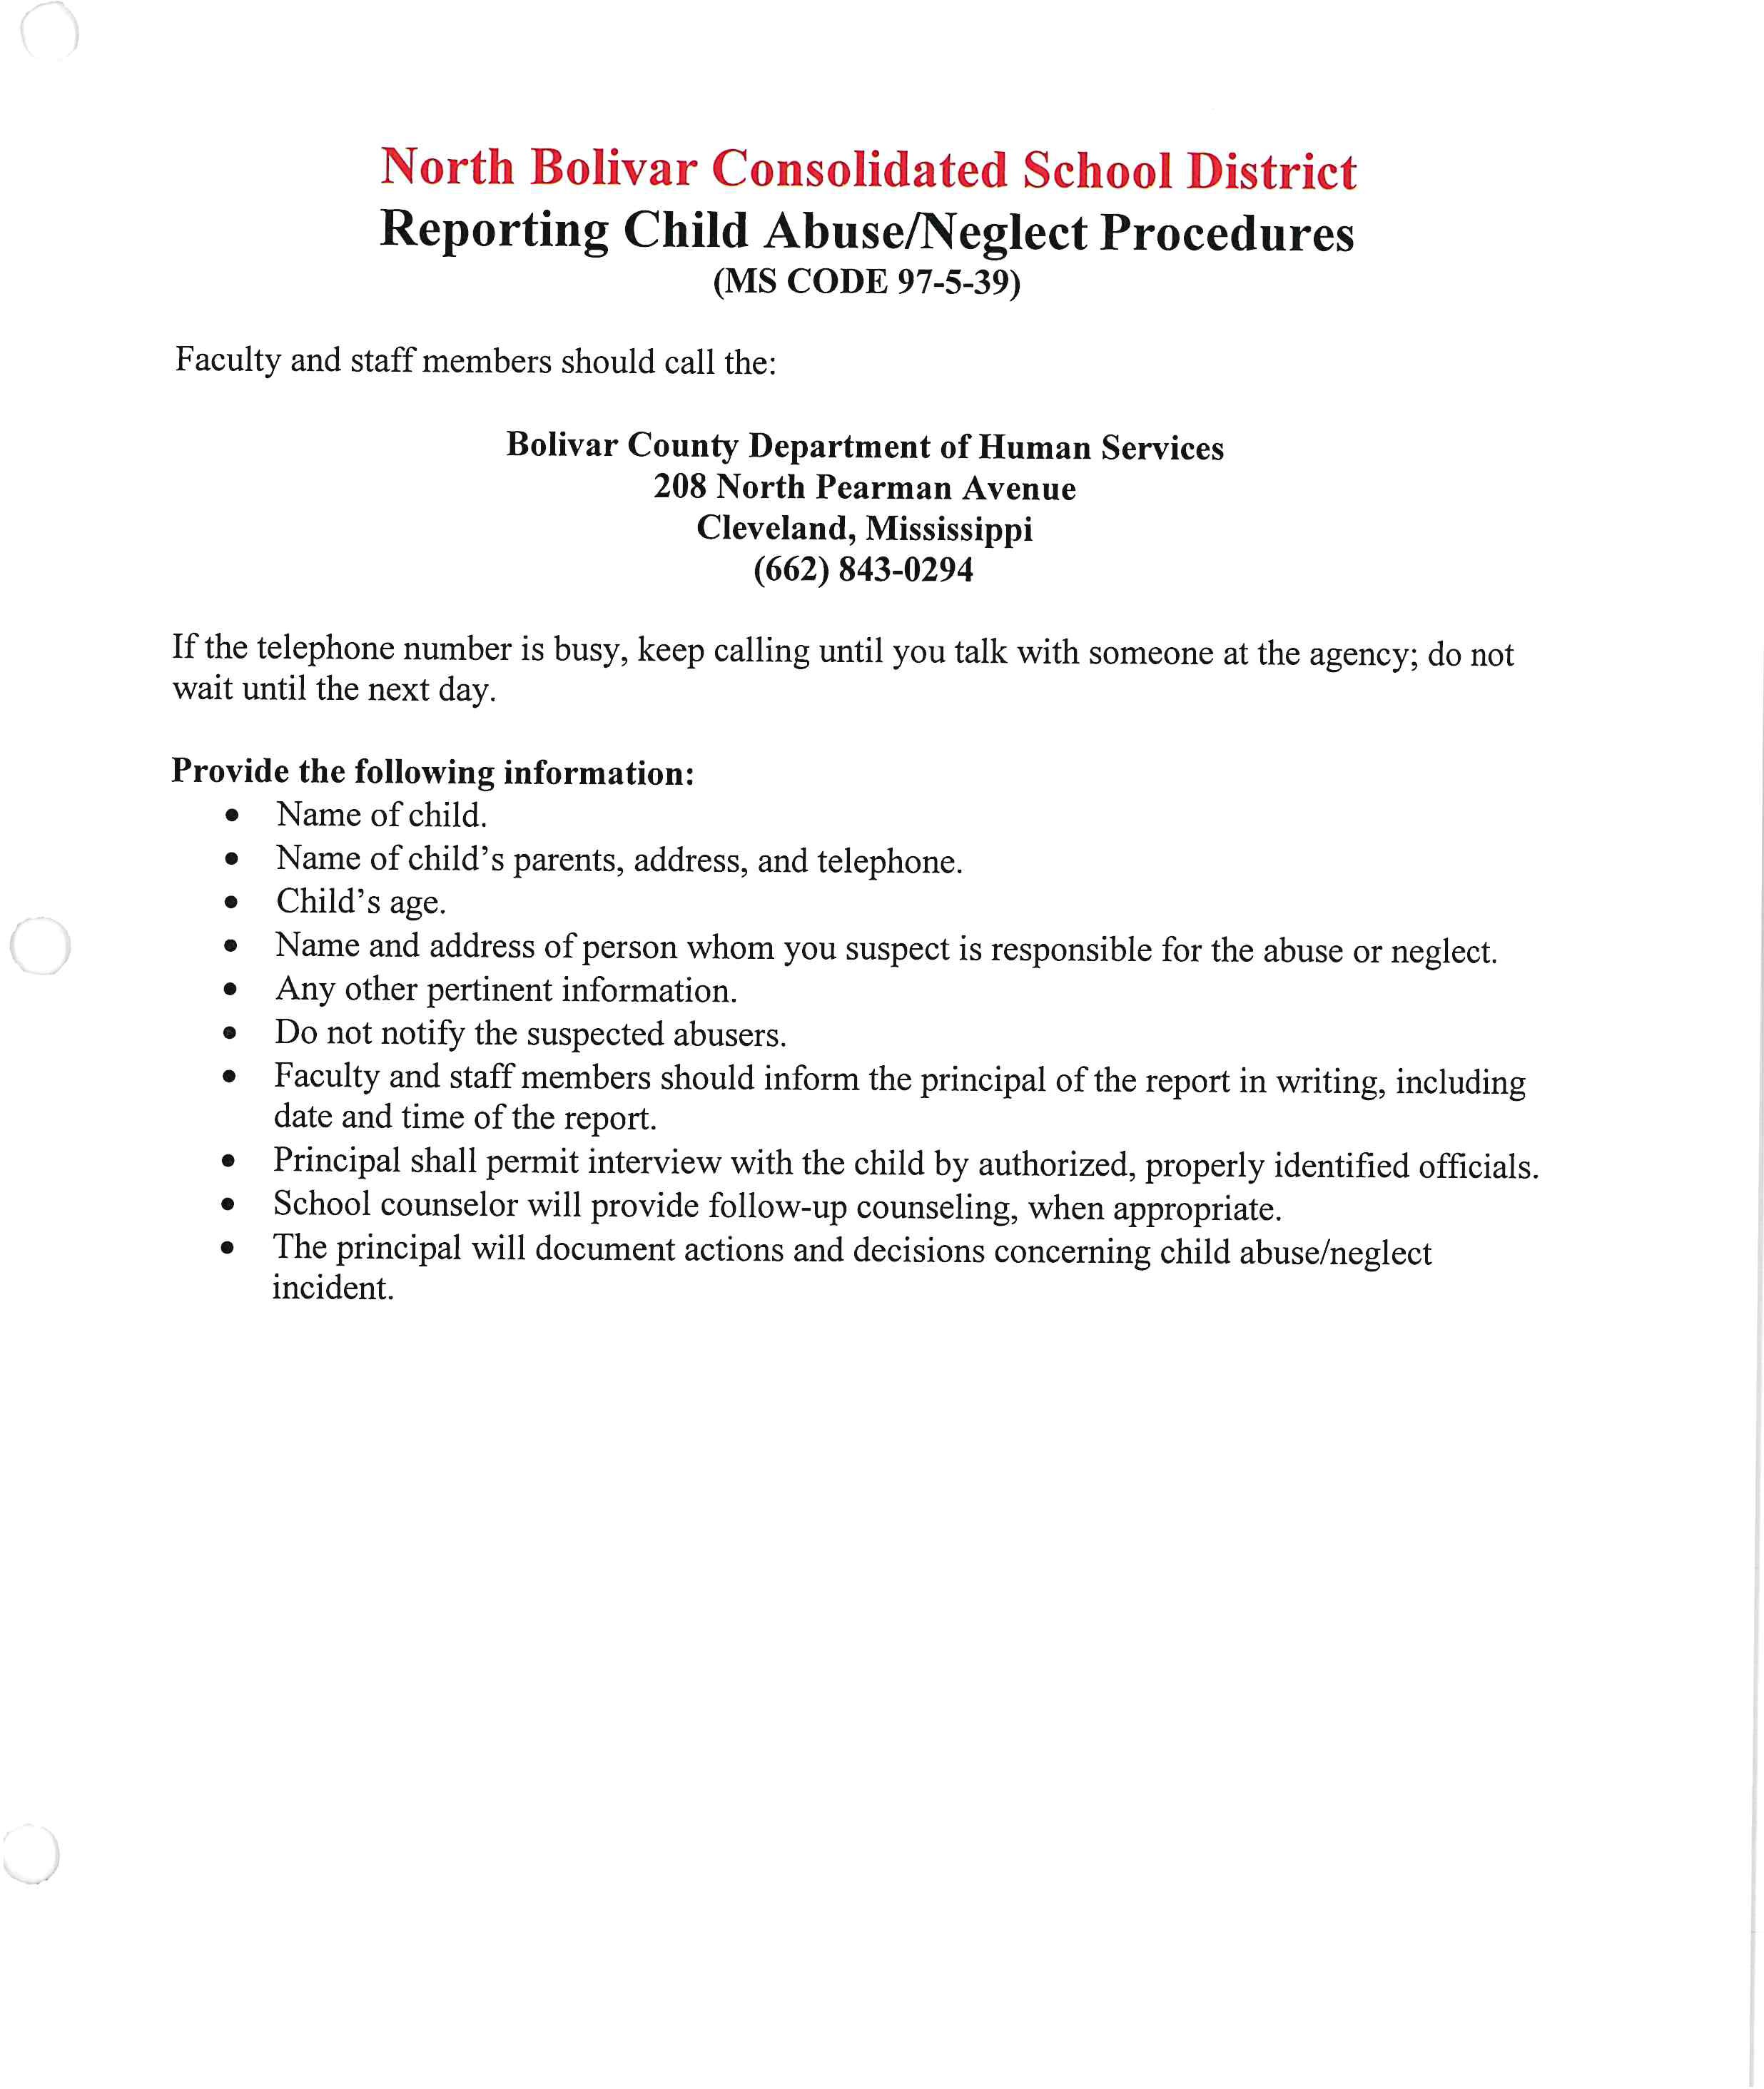 North Bolivar Consolidated School District
Reporting Child Abuse/Neglect Procedures
(MS CODE 97-5-39)
Faculty and staff members should call the:
Bolivar County Department of Human Services
208 North Pearman Avenue
Cleveland, Mississippi
(662) 843-0294
If the telephone number is busy, keep calling until you talk with someone at the agency; do not
wait until the next day.
Provide the following information:
• Name of child.
• Name of child's parents, address, and telephone.
• Child's age.
• Name and address of person whom you suspect is responsible for the abuse or neglect.
• Any other pertinent information.
• Do not notify the suspected abusers.
• Faculty and staff members should inform the principal of the report in writing, including
date and time of the report.
• Principal shall permit interview with the child by authorized, properly identified officials.
• School counselor will provide follow-up counseling, when appropriate.
• The principal will document actions and decisions concerning child abuse/neglect
incident.